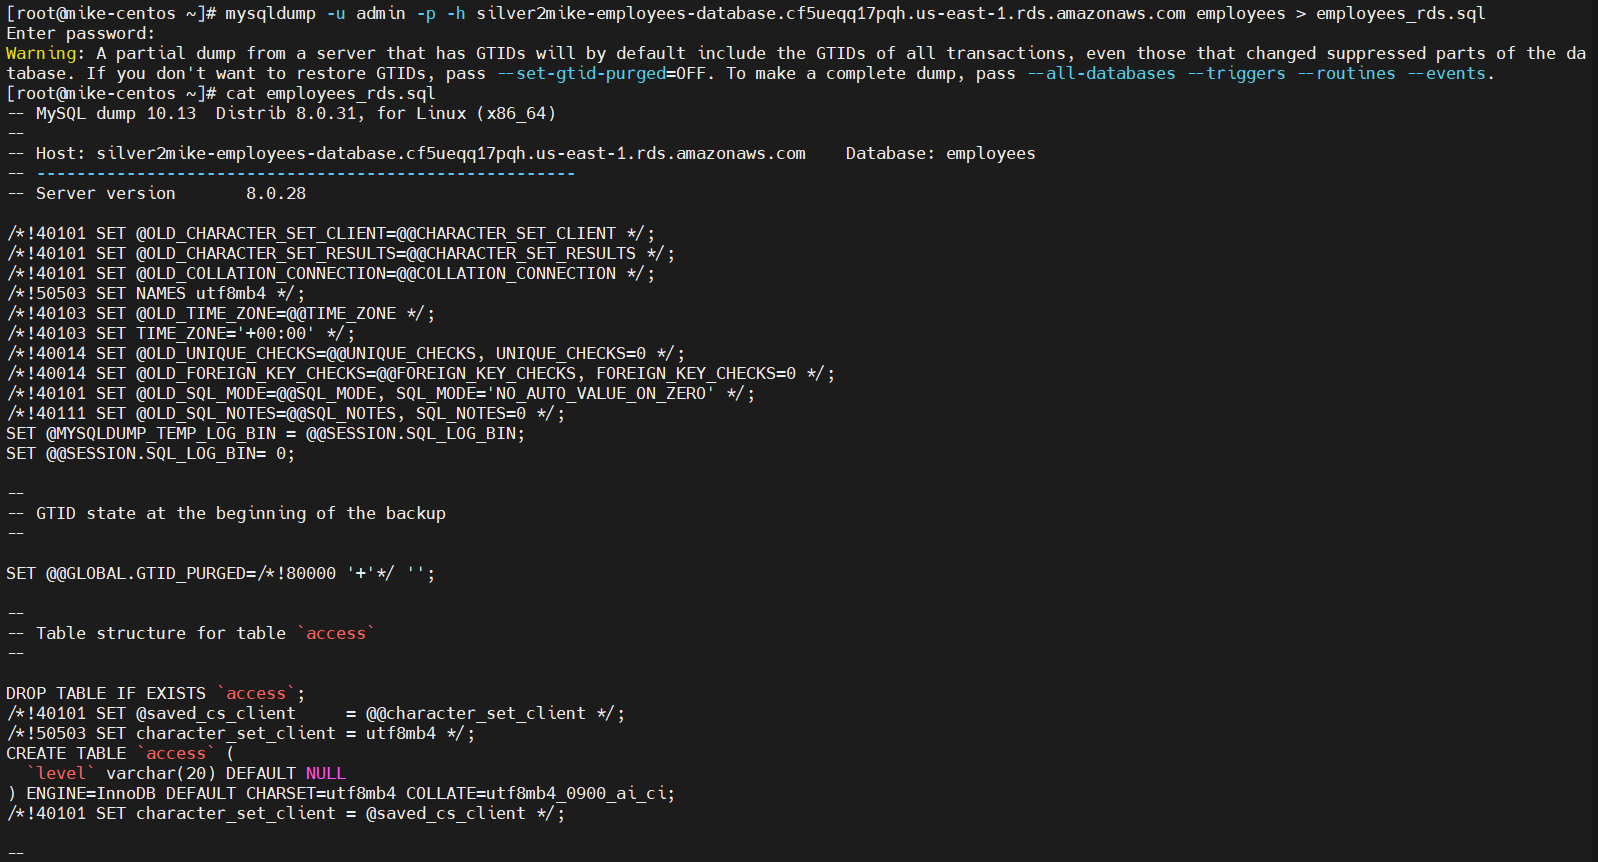 [root@mike-centos ~]# mysqldump -u admin -p -h silver2mike-employees-database.cf5ueqq17pqh.us-east-1.rds.amazonaws.com employees > employees_rds.sql
Enter password:
Warning: A partial dump from a server that has GTIDs will by default include the GTIDs of all transactions, even those that changed suppressed parts of the da
tabase. If you don't want to restore GTIDs, pass --set-gtid-purged=OFF. To make a complete dump, pass --all-databases --triggers --routines --events.
[root@mike-centos ~]# cat employees_rds.sql
-- MySQL dump 10.13  Distrib 8.0.31, for Linux (x86_64)
--
-- Host: silver2mike-employees-database.cf5ueqq17pqh.us-east-1.rds.amazonaws.com    Database: employees
-- ------------------------------------------------------
-- Server version       8.0.28

/*!40101 SET @OLD_CHARACTER_SET_CLIENT=@@CHARACTER_SET_CLIENT */;
/*!40101 SET @OLD_CHARACTER_SET_RESULTS=@@CHARACTER_SET_RESULTS */;
/*!40101 SET @OLD_COLLATION_CONNECTION=@@COLLATION_CONNECTION */;
/*!50503 SET NAMES utf8mb4 */;
/*!40103 SET @OLD_TIME_ZONE=@@TIME_ZONE */;
/*!40103 SET TIME_ZONE='+00:00' */;
/*!40014 SET @OLD_UNIQUE_CHECKS=@@UNIQUE_CHECKS, UNIQUE_CHECKS=0 */;
/*!40014 SET @OLD_FOREIGN_KEY_CHECKS=@@FOREIGN_KEY_CHECKS, FOREIGN_KEY_CHECKS=0 */;
/*!40101 SET @OLD_SQL_MODE=@@SQL_MODE, SQL_MODE='NO_AUTO_VALUE_ON_ZERO' */;
/*!40111 SET @OLD_SQL_NOTES=@@SQL_NOTES, SQL_NOTES=0 */;
SET @MYSQLDUMP_TEMP_LOG_BIN = @@SESSION.SQL_LOG_BIN;
SET @@SESSION.SQL_LOG_BIN= 0;

--
-- GTID state at the beginning of the backup
--

SET @@GLOBAL.GTID_PURGED=/*!80000 '+'*/ '';

--
-- Table structure for table `access`
--

DROP TABLE IF EXISTS `access`;
/*!40101 SET @saved_cs_client     = @@character_set_client */;
/*!50503 SET character_set_client = utf8mb4 */;
CREATE TABLE `access` (
  `level` varchar(20) DEFAULT NULL
) ENGINE=InnoDB DEFAULT CHARSET=utf8mb4 COLLATE=utf8mb4_0900_ai_ci;
/*!40101 SET character_set_client = @saved_cs_client */;

--